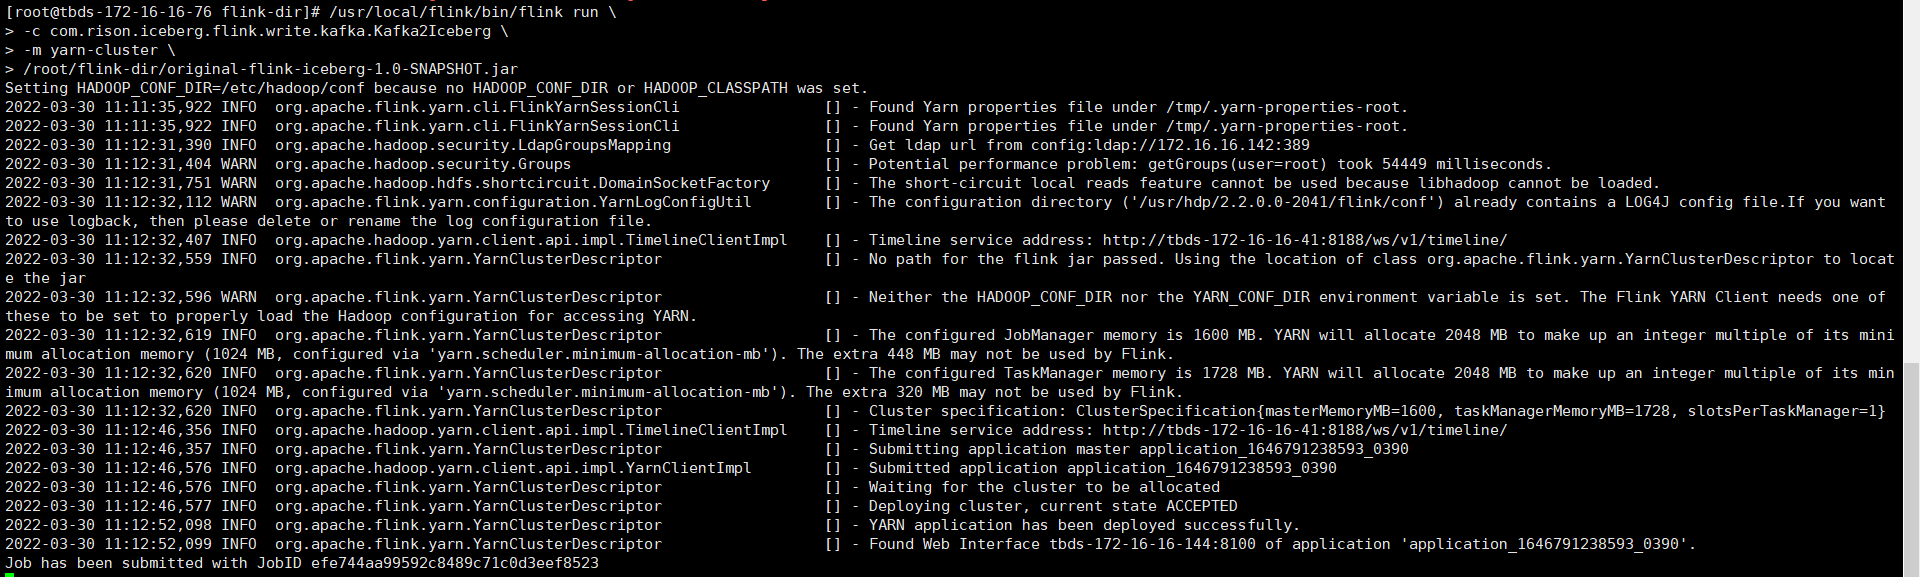 [root@tbds-172-16-16-76 flink-dir]# /usr/local/flink/bin/flink run \
> -c com.rison.iceberg.flink.write.kafka.Kafka2Iceberg \
> -m yarn-cluster \
> /root/flink-dir/original-flink-iceberg-1.0-SNAPSHOT.jar
Setting HADOOP_CONF_DIR=/etc/hadoop/conf because no HADOOP_CONF_DIR or HADOOP_CLASSPATH was set.
2022-03-30 11:11:35,922 INFO  org.apache.flink.yarn.cli.FlinkYarnSessionCli                [] - Found Yarn properties file under /tmp/.yarn-properties-root.
2022-03-30 11:11:35,922 INFO  org.apache.flink.yarn.cli.FlinkYarnSessionCli                [] - Found Yarn properties file under /tmp/.yarn-properties-root.
2022-03-30 11:12:31,390 INFO  org.apache.hadoop.security.LdapGroupsMapping                 [] - Get ldap url from config:ldap://172.16.16.142:389
2022-03-30 11:12:31,404 WARN  org.apache.hadoop.security.Groups                            [] - Potential performance problem: getGroups(user=root) took 54449 milliseconds.
2022-03-30 11:12:31,751 WARN  org.apache.hadoop.hdfs.shortcircuit.DomainSocketFactory      [] - The short-circuit local reads feature cannot be used because libhadoop cannot be loaded.
2022-03-30 11:12:32,112 WARN  org.apache.flink.yarn.configuration.YarnLogConfigUtil        [] - The configuration directory ('/usr/hdp/2.2.0.0-2041/flink/conf') already contains a LOG4J config file.If you want
to use logback, then please delete or rename the log configuration file.
2022-03-30 11:12:32,407 INFO  org.apache.hadoop.yarn.client.api.impl.TimelineClientImpl    [] - Timeline service address: http://tbds-172-16-16-41:8188/ws/v1/timeline/
2022-03-30 11:12:32,559 INFO  org.apache.flink.yarn.YarnClusterDescriptor                  [] - No path for the flink jar passed. Using the location of class org.apache.flink.yarn.YarnClusterDescriptor to locat
e the jar
2022-03-30 11:12:32,596 WARN  org.apache.flink.yarn.YarnClusterDescriptor                  [] - Neither the HADOOP_CONF_DIR nor the YARN_CONF_DIR environment variable is set. The Flink YARN Client needs one of
these to be set to properly load the Hadoop configuration for accessing YARN.
2022-03-30 11:12:32,619 INFO  org.apache.flink.yarn.YarnClusterDescriptor                  [] - The configured JobManager memory is 1600 MB. YARN will allocate 2048 MB to make up an integer multiple of its mini
mum allocation memory (1024 MB, configured via 'yarn.scheduler.minimum-allocation-mb'). The extra 448 MB may not be used by Flink.
2022-03-30 11:12:32,620 INFO  org.apache.flink.yarn.YarnClusterDescriptor                  [] - The configured TaskManager memory is 1728 MB. YARN will allocate 2048 MB to make up an integer multiple of its min
imum allocation memory (1024 MB, configured via 'yarn.scheduler.minimum-allocation-mb'). The extra 320 MB may not be used by Flink.
2022-03-30 11:12:32,620 INFO  org.apache.flink.yarn.YarnClusterDescriptor                  [] - Cluster specification: ClusterSpecification{masterMemoryMB=1600, taskManagerMemoryMB=1728, slotsPerTaskManager=1}
2022-03-30 11:12:46,356 INFO  org.apache.hadoop.yarn.client.api.impl.TimelineClientImpl    [] - Timeline service address: http://tbds-172-16-16-41:8188/ws/v1/timeline/
2022-03-30 11:12:46,357 INFO  org.apache.flink.yarn.YarnClusterDescriptor                  [] - Submitting application master application_1646791238593_0390
2022-03-30 11:12:46,576 INFO  org.apache.hadoop.yarn.client.api.impl.YarnClientImpl        [] - Submitted application application_1646791238593_0390
2022-03-30 11:12:46,576 INFO  org.apache.flink.yarn.YarnClusterDescriptor                  [] - Waiting for the cluster to be allocated
2022-03-30 11:12:46,577 INFO  org.apache.flink.yarn.YarnClusterDescriptor                  [] - Deploying cluster, current state ACCEPTED
2022-03-30 11:12:52,098 INFO  org.apache.flink.yarn.YarnClusterDescriptor                  [] - YARN application has been deployed successfully.
2022-03-30 11:12:52,099 INFO  org.apache.flink.yarn.YarnClusterDescriptor                  [] - Found Web Interface tbds-172-16-16-144:8100 of application 'application_1646791238593_0390'.
Job has been submitted with JobID efe744aa99592c8489c71c0d3eef8523